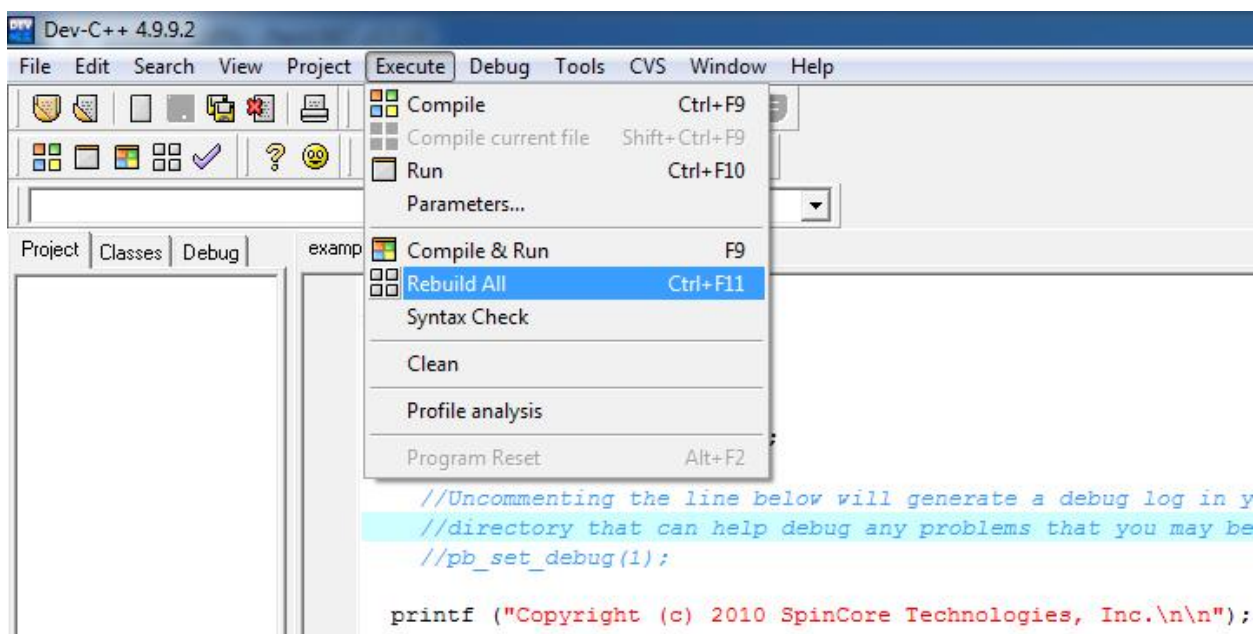 Dev-C++ 4.9.9.2
File Edit Search View Project Execute Debug Tools CVS Window Help
Compile Ctrl+F9
Compile current file Shift+Ctrl+F9
Run Ctrl+F10
Parameters...
Project Classes Debug examp
Compile & Run F9
Rebuild All Ctrl+F11
Syntax Check
Clean
Profile analysis
;
Program Reset Alt+F2
//Uncommenting the line below will generate a debug log in y
//directory that can help debug any problems that you may be
//pb_set_debug(1);
printf ("Copyright (c) 2010 SpinCore Technologies, Inc.\n\n");